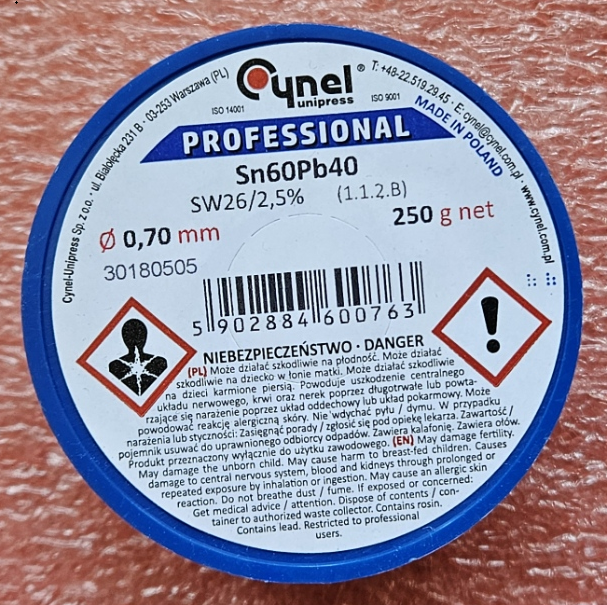 Cynel-Unipress Sp. z o.o. · ul. Białołęcka 231 B · 03-253 Warszawa (PL)
Cynel®
unipress
ISO 14001
ISO 9001
T: +48-22.519.29.45 · E: cynel@cynel.com.pl · www.cynel.com.pl
MADE IN POLAND
PROFESSIONAL
Sn60Pb40
SW26/2,5% (1.1.2.B)
Ø 0,70 mm
250 g net
30180505
5 902884 600763
NIEBEZPIECZEŃSTWO · DANGER
(PL) Może działać szkodliwie na płodność. Może działać
szkodliwie na dziecko w łonie matki. Może działać szkodliwie
na dzieci karmione piersią. Powoduje uszkodzenie centralnego
układu nerwowego, krwi oraz nerek poprzez długotrwałe lub powta-
rzające się narażenie poprzez układ oddechowy lub układ pokarmowy. Może
powodować reakcję alergiczną skóry. Nie wdychać pyłu / dymu. W przypadku
narażenia lub styczności: Zasięgnąć porady / zgłosić się pod opiekę lekarza. Zawartość /
pojemnik usuwać do uprawnionego odbiorcy odpadów. Zawiera kalafonię. Zawiera ołów.
Produkt przeznaczony wyłącznie do użytku zawodowego. (EN) May damage fertility.
May damage the unborn child. May cause harm to breast-fed children. Causes
damage to central nervous system, blood and kidneys through prolonged or
repeated exposure by inhalation or ingestion. May cause an allergic skin
reaction. Do not breathe dust / fume. If exposed or concerned:
Get medical advice / attention. Dispose of contents / con-
tainer to authorized waste collector. Contains rosin.
Contains lead. Restricted to professional
users.